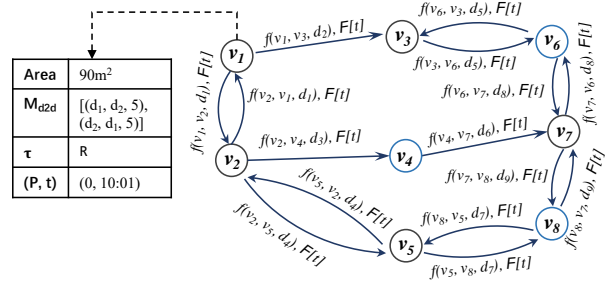 Area 90m²
M_d2d [(d₁, d₂, 5),
(d₂, d₁, 5)]
τ R
(P, t) (0, 10:01)
v₁
v₂
v₃
v₄
v₅
v₆
v₇
v₈
f(v₁, v₃, d₂), F[t]
f(v₁, v₂, d₁), F[t]
f(v₂, v₁, d₁), F[t]
f(v₂, v₄, d₃), F[t]
f(v₂, v₅, d₄), F[t]
f(v₅, v₂, d₄), F[t]
f(v₆, v₃, d₅), F[t]
f(v₃, v₆, d₅), F[t]
f(v₆, v₇, d₈), F[t]
f(v₇, v₆, d₈), F[t]
f(v₄, v₇, d₆), F[t]
f(v₇, v₈, d₉), F[t]
f(v₈, v₇, d₉), F[t]
f(v₈, v₅, d₇), F[t]
f(v₅, v₈, d₇), F[t]